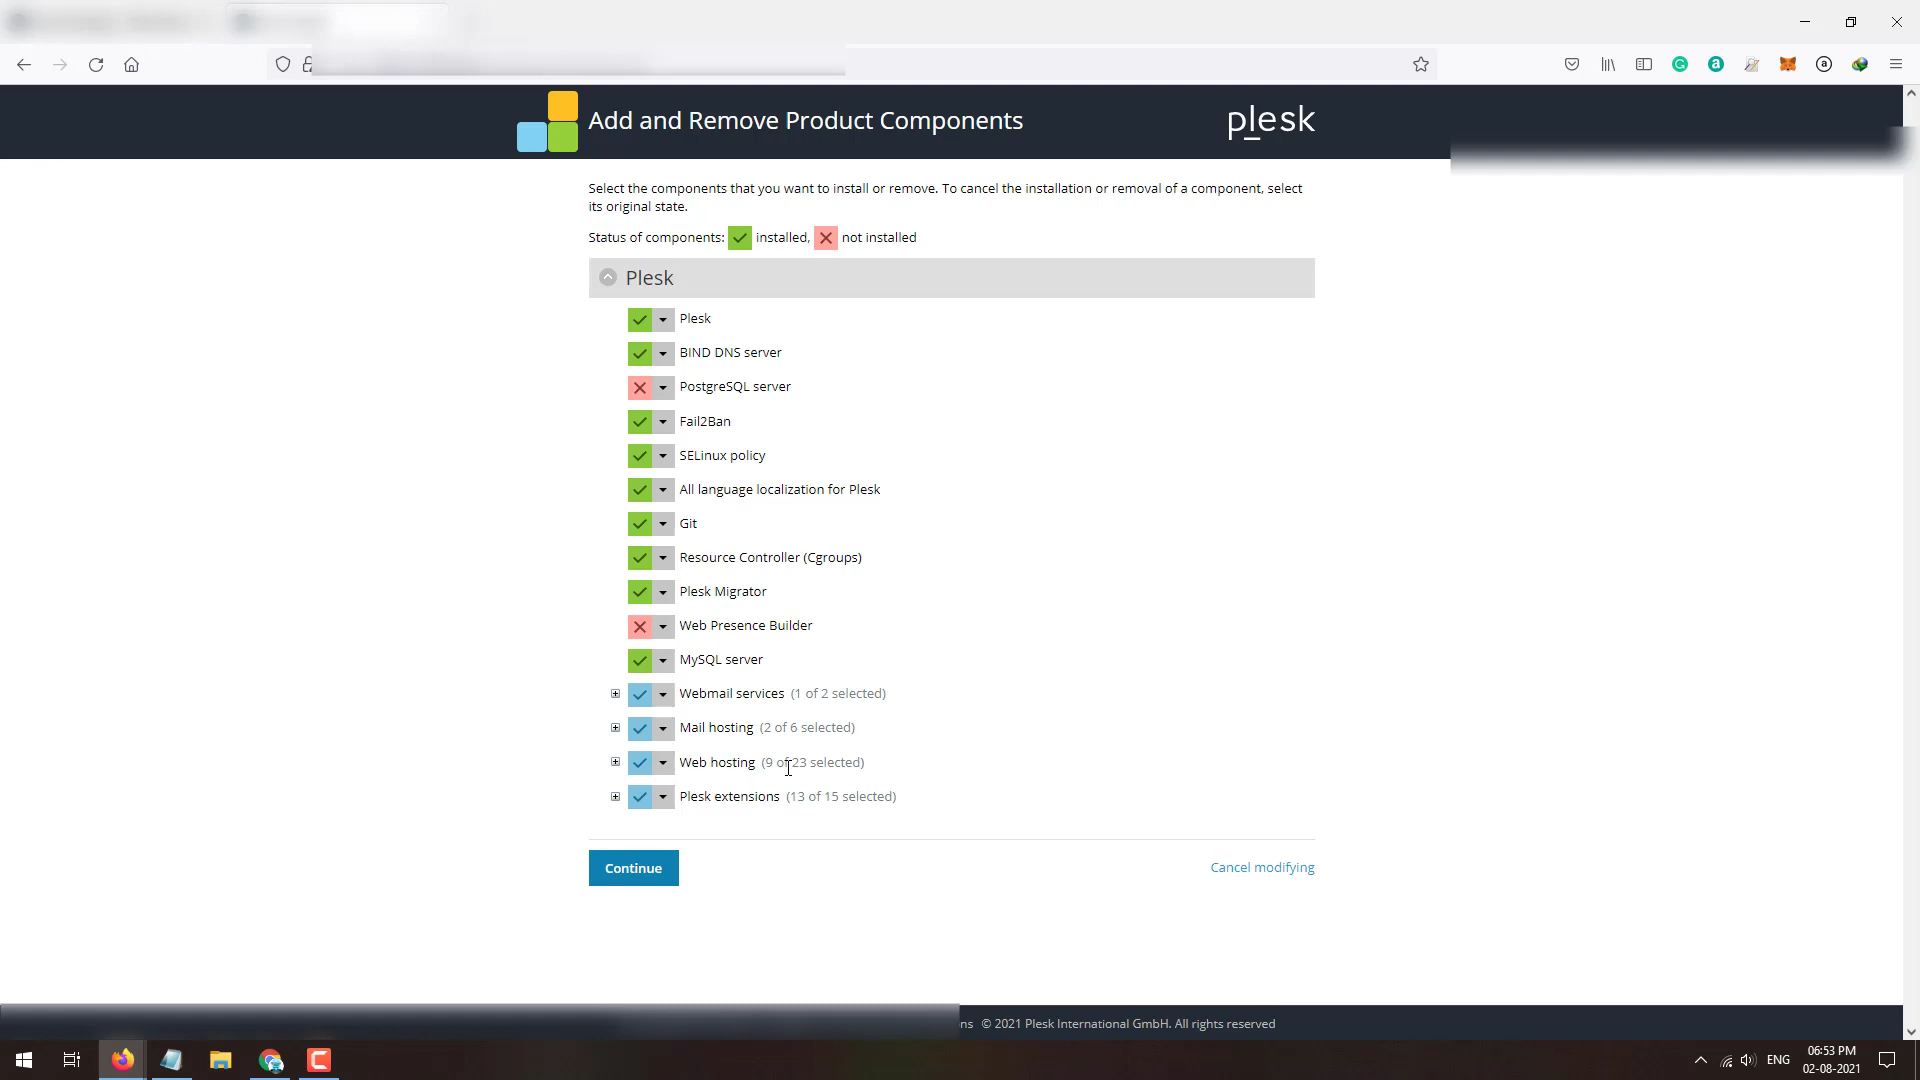 Add and Remove Product Components
plesk
Select the components that you want to install or remove. To cancel the installation or removal of a component, select
its original state.
Status of components: installed, not installed
Plesk
Plesk
BIND DNS server
PostgreSQL server
Fail2Ban
SELinux policy
All language localization for Plesk
Git
Resource Controller (Cgroups)
Plesk Migrator
Web Presence Builder
MySQL server
Webmail services (1 of 2 selected)
Mail hosting (2 of 6 selected)
Web hosting (9 of 23 selected)
Plesk extensions (13 of 15 selected)
Continue
Cancel modifying
ns © 2021 Plesk International GmbH. All rights reserved
ENG
06:53 PM
02-08-2021